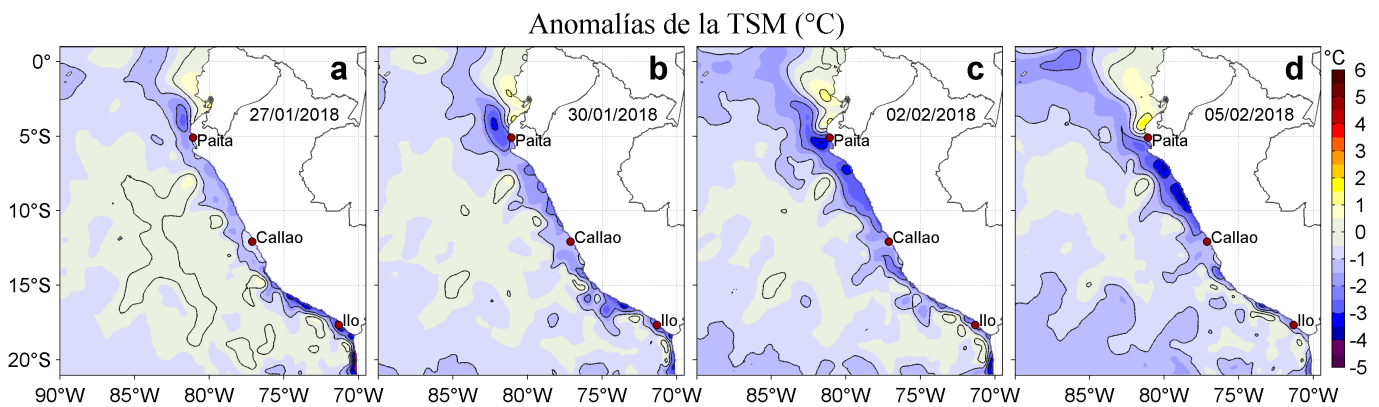 Anomalías de la TSM (°C)
a b c d °C
27/01/2018 30/01/2018 02/02/2018 05/02/2018
Paita Paita Paita Paita
Callao Callao Callao Callao
Ilo Ilo Ilo Ilo
0°
5°S
10°S
15°S
20°S
90°W 85°W 80°W 75°W 70°W 85°W 80°W 75°W 70°W 85°W 80°W 75°W 70°W 85°W 80°W 75°W 70°W
6
5
4
3
2
1
0
-1
-2
-3
-4
-5